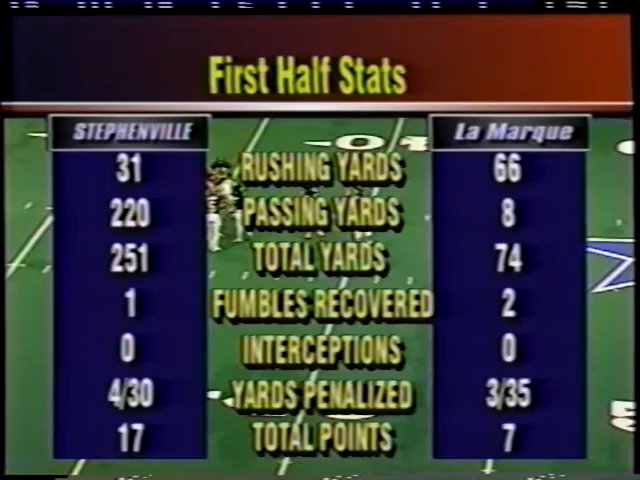 First Half Stats
STEPHENVILLE La Marque
31 RUSHING YARDS 66
220 PASSING YARDS 8
251 TOTAL YARDS 74
1 FUMBLES RECOVERED 2
0 INTERCEPTIONS 0
4/30 YARDS PENALIZED 3/35
17 TOTAL POINTS 7